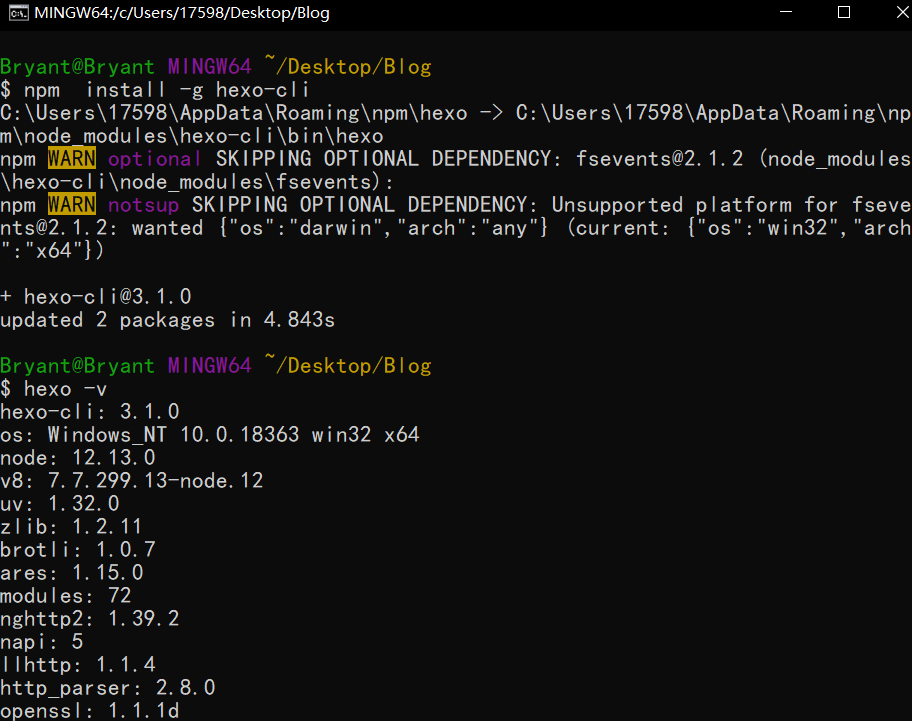 MINGW64:/c/Users/17598/Desktop/Blog
Bryant@Bryant MINGW64 ~/Desktop/Blog
$ npm  install -g hexo-cli
C:\Users\17598\AppData\Roaming\npm\hexo -> C:\Users\17598\AppData\Roaming\np
m\node_modules\hexo-cli\bin\hexo
npm WARN optional SKIPPING OPTIONAL DEPENDENCY: fsevents@2.1.2 (node_modules
\hexo-cli\node_modules\fsevents):
npm WARN notsup SKIPPING OPTIONAL DEPENDENCY: Unsupported platform for fseve
nts@2.1.2: wanted {"os":"darwin","arch":"any"} (current: {"os":"win32","arch
":"x64"})
+ hexo-cli@3.1.0
updated 2 packages in 4.843s
Bryant@Bryant MINGW64 ~/Desktop/Blog
$ hexo -v
hexo-cli: 3.1.0
os: Windows_NT 10.0.18363 win32 x64
node: 12.13.0
v8: 7.7.299.13-node.12
uv: 1.32.0
zlib: 1.2.11
brotli: 1.0.7
ares: 1.15.0
modules: 72
nghttp2: 1.39.2
napi: 5
llhttp: 1.1.4
http_parser: 2.8.0
openssl: 1.1.1d